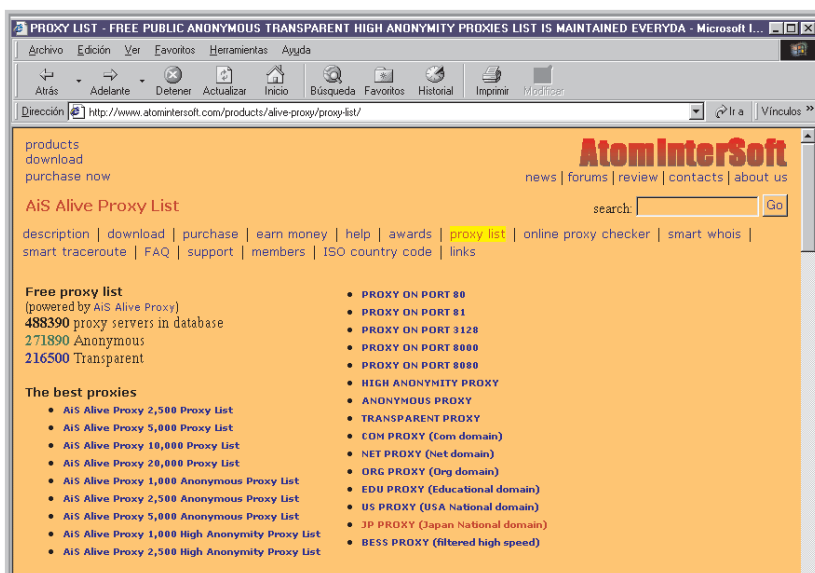 PROXY LIST - FREE PUBLIC ANONYMOUS TRANSPARENT HIGH ANONYMITY PROXIES LIST IS MAINTAINED EVERYDA - Microsoft I...
Archivo Edición Ver Favoritos Herramientas Ayuda
Atrás Adelante Detener Actualizar Inicio Búsqueda Favoritos Historial Imprimir Modificar
Dirección http://www.atomintersoft.com/products/alive-proxy/proxy-list/ Ir a Vínculos »
products
download
purchase now
AtomInterSoft
news | forums | review | contacts | about us
AiS Alive Proxy List
search: Go
description | download | purchase | earn money | help | awards | proxy list | online proxy checker | smart whois |
smart traceroute | FAQ | support | members | ISO country code | links
Free proxy list
(powered by AiS Alive Proxy)
488390 proxy servers in database
271890 Anonymous
216500 Transparent
The best proxies
AiS Alive Proxy 2,500 Proxy List
AiS Alive Proxy 5,000 Proxy List
AiS Alive Proxy 10,000 Proxy List
AiS Alive Proxy 20,000 Proxy List
AiS Alive Proxy 1,000 Anonymous Proxy List
AiS Alive Proxy 2,500 Anonymous Proxy List
AiS Alive Proxy 5,000 Anonymous Proxy List
AiS Alive Proxy 1,000 High Anonymity Proxy List
AiS Alive Proxy 2,500 High Anonymity Proxy List
PROXY ON PORT 80
PROXY ON PORT 81
PROXY ON PORT 3128
PROXY ON PORT 8000
PROXY ON PORT 8080
HIGH ANONYMITY PROXY
ANONYMOUS PROXY
TRANSPARENT PROXY
COM PROXY (Com domain)
NET PROXY (Net domain)
ORG PROXY (Org domain)
EDU PROXY (Educational domain)
US PROXY (USA National domain)
JP PROXY (Japan National domain)
BESS PROXY (filtered high speed)